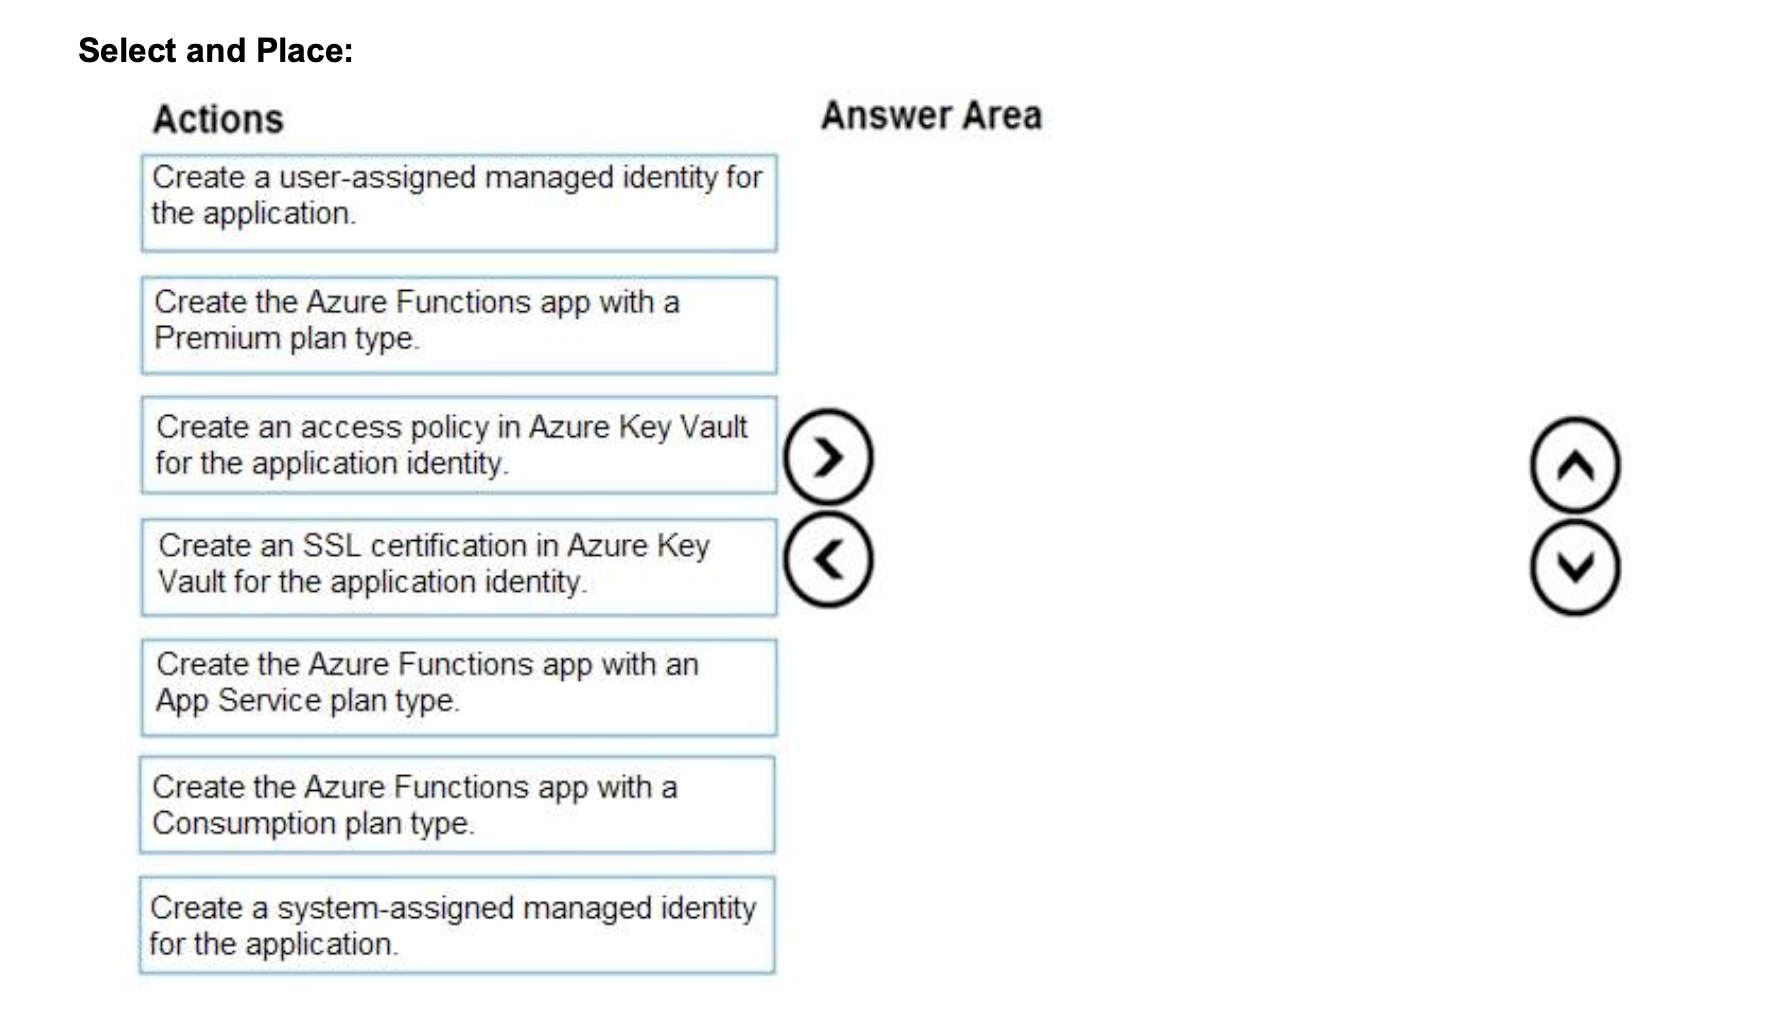 Select and Place:
Actions
Answer Area
Create a user-assigned managed identity for
the application.
Create the Azure Functions app with a
Premium plan type.
Create an access policy in Azure Key Vault
for the application identity.
Create an SSL certification in Azure Key
Vault for the application identity.
Create the Azure Functions app with an
App Service plan type.
Create the Azure Functions app with a
Consumption plan type.
Create a system-assigned managed identity
for the application.